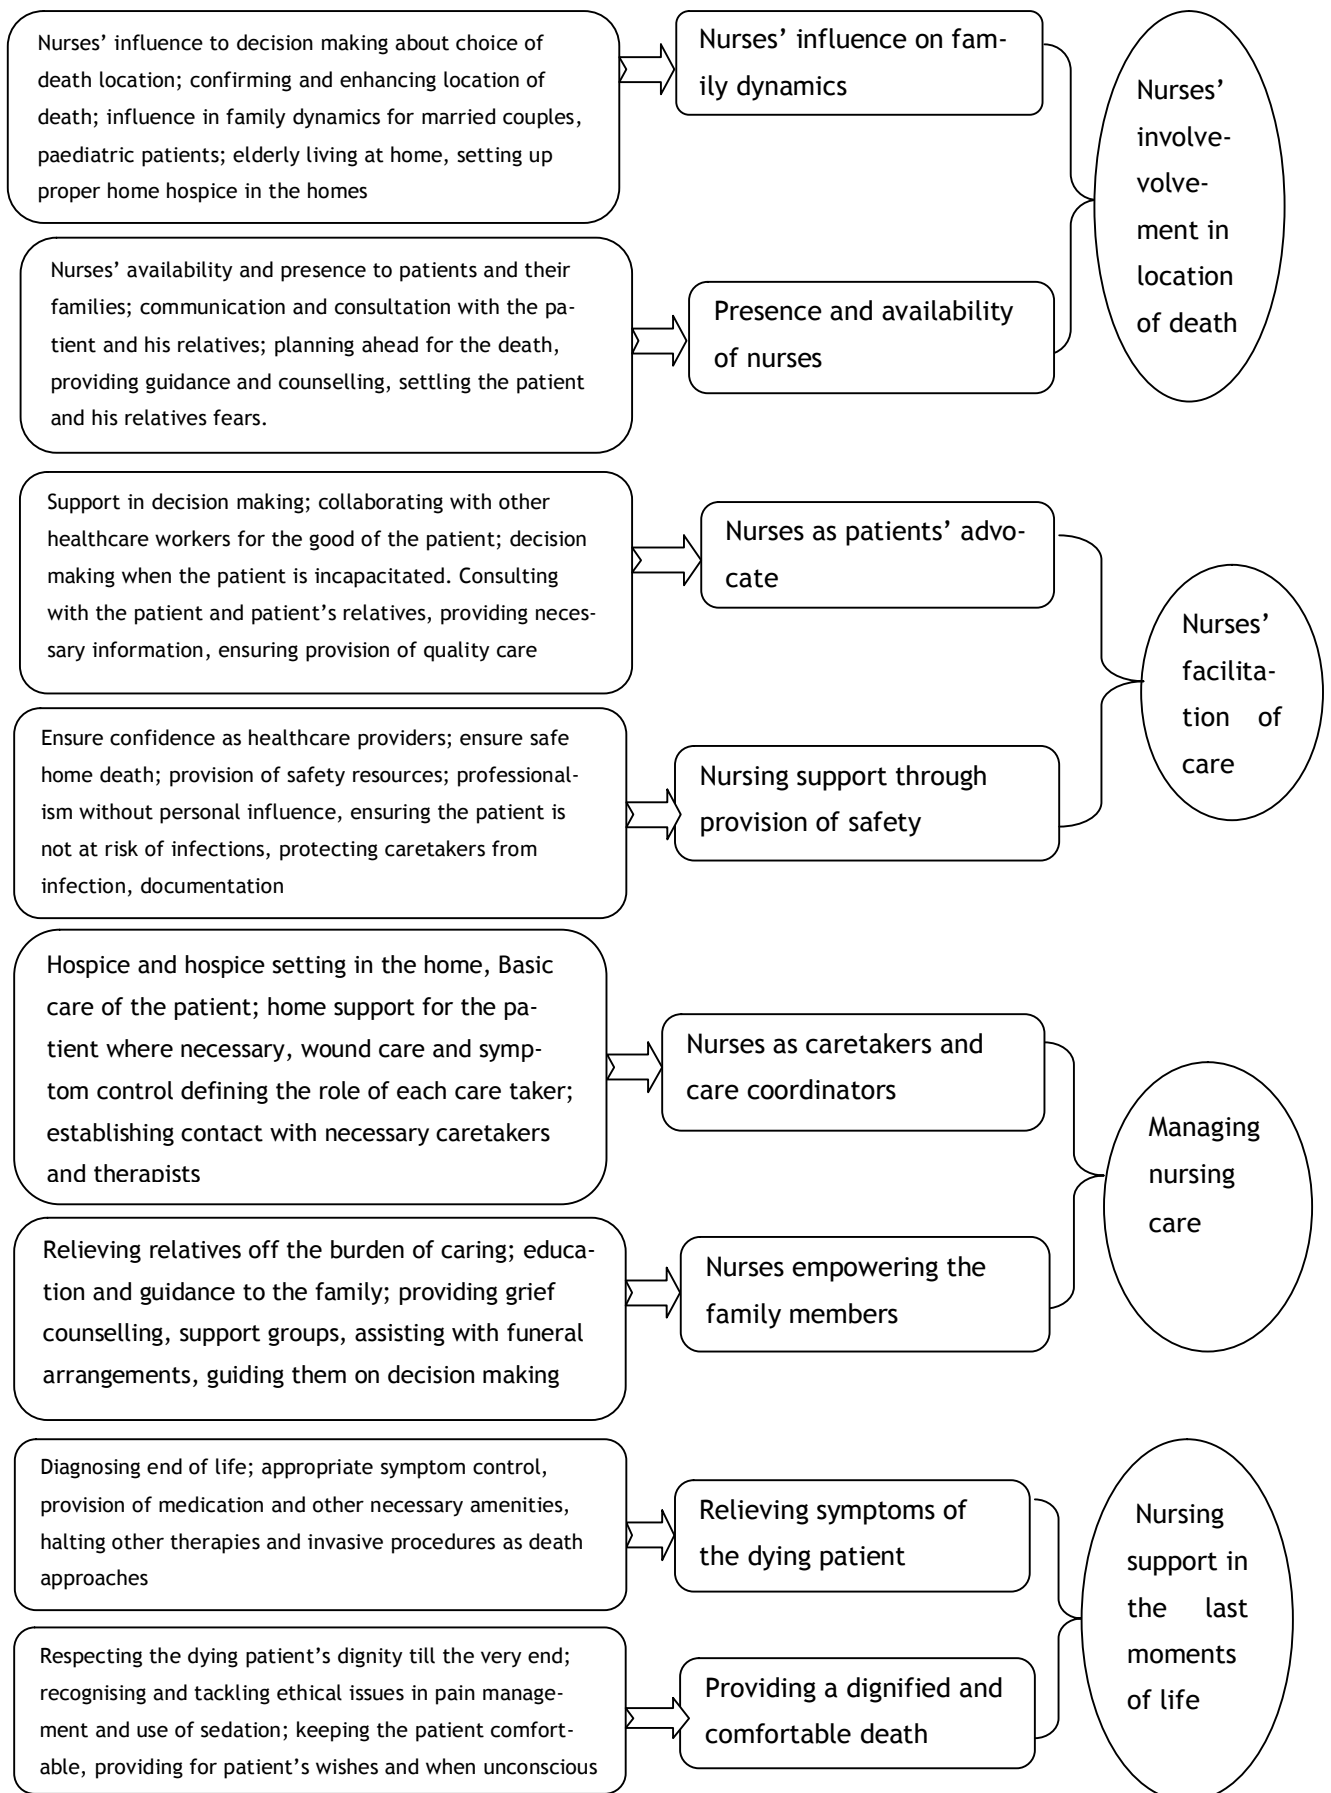 Nurses’ influence to decision making about choice of
death location; confirming and enhancing location of
death; influence in family dynamics for married couples,
paediatric patients; elderly living at home, setting up
proper home hospice in the homes
Nurses’ influence on fam-
ily dynamics
Nurses’ availability and presence to patients and their
families; communication and consultation with the pa-
tient and his relatives; planning ahead for the death,
providing guidance and counselling, settling the patient
and his relatives fears.
Presence and availability
of nurses
Nurses’
involve-
volve-
ment in
location
of death
Support in decision making; collaborating with other
healthcare workers for the good of the patient; decision
making when the patient is incapacitated. Consulting
with the patient and patient’s relatives, providing neces-
sary information, ensuring provision of quality care
Nurses as patients’ advo-
cate
Ensure confidence as healthcare providers; ensure safe
home death; provision of safety resources; professional-
ism without personal influence, ensuring the patient is
not at risk of infections, protecting caretakers from
infection, documentation
Nursing support through
provision of safety
Nurses’
facilita-
tion of
care
Hospice and hospice setting in the home, Basic
care of the patient; home support for the pa-
tient where necessary, wound care and symp-
tom control defining the role of each care taker;
establishing contact with necessary caretakers
and therapists
Nurses as caretakers and
care coordinators
Relieving relatives off the burden of caring; educa-
tion and guidance to the family; providing grief
counselling, support groups, assisting with funeral
arrangements, guiding them on decision making
Nurses empowering the
family members
Managing
nursing
care
Diagnosing end of life; appropriate symptom control,
provision of medication and other necessary amenities,
halting other therapies and invasive procedures as death
approaches
Relieving symptoms of
the dying patient
Respecting the dying patient’s dignity till the very end;
recognising and tackling ethical issues in pain manage-
ment and use of sedation; keeping the patient comfort-
able, providing for patient’s wishes and when unconscious
Providing a dignified and
comfortable death
Nursing
support in
the last
moments
of life